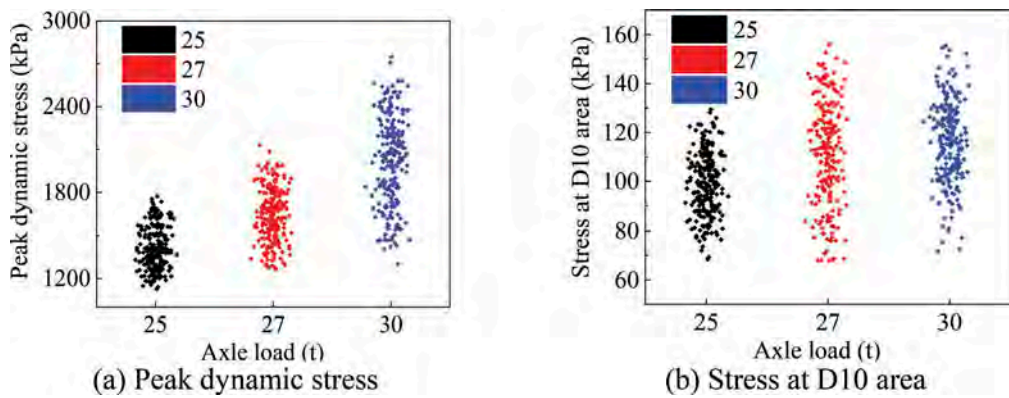 3000
2400
1800
1200
Peak dynamic stress (kPa)
25
27
30
25 27 30
Axle load (t)
(a) Peak dynamic stress
160
140
120
100
80
60
Stress at D10 area (kPa)
25
27
30
25 27 30
Axle load (t)
(b) Stress at D10 area